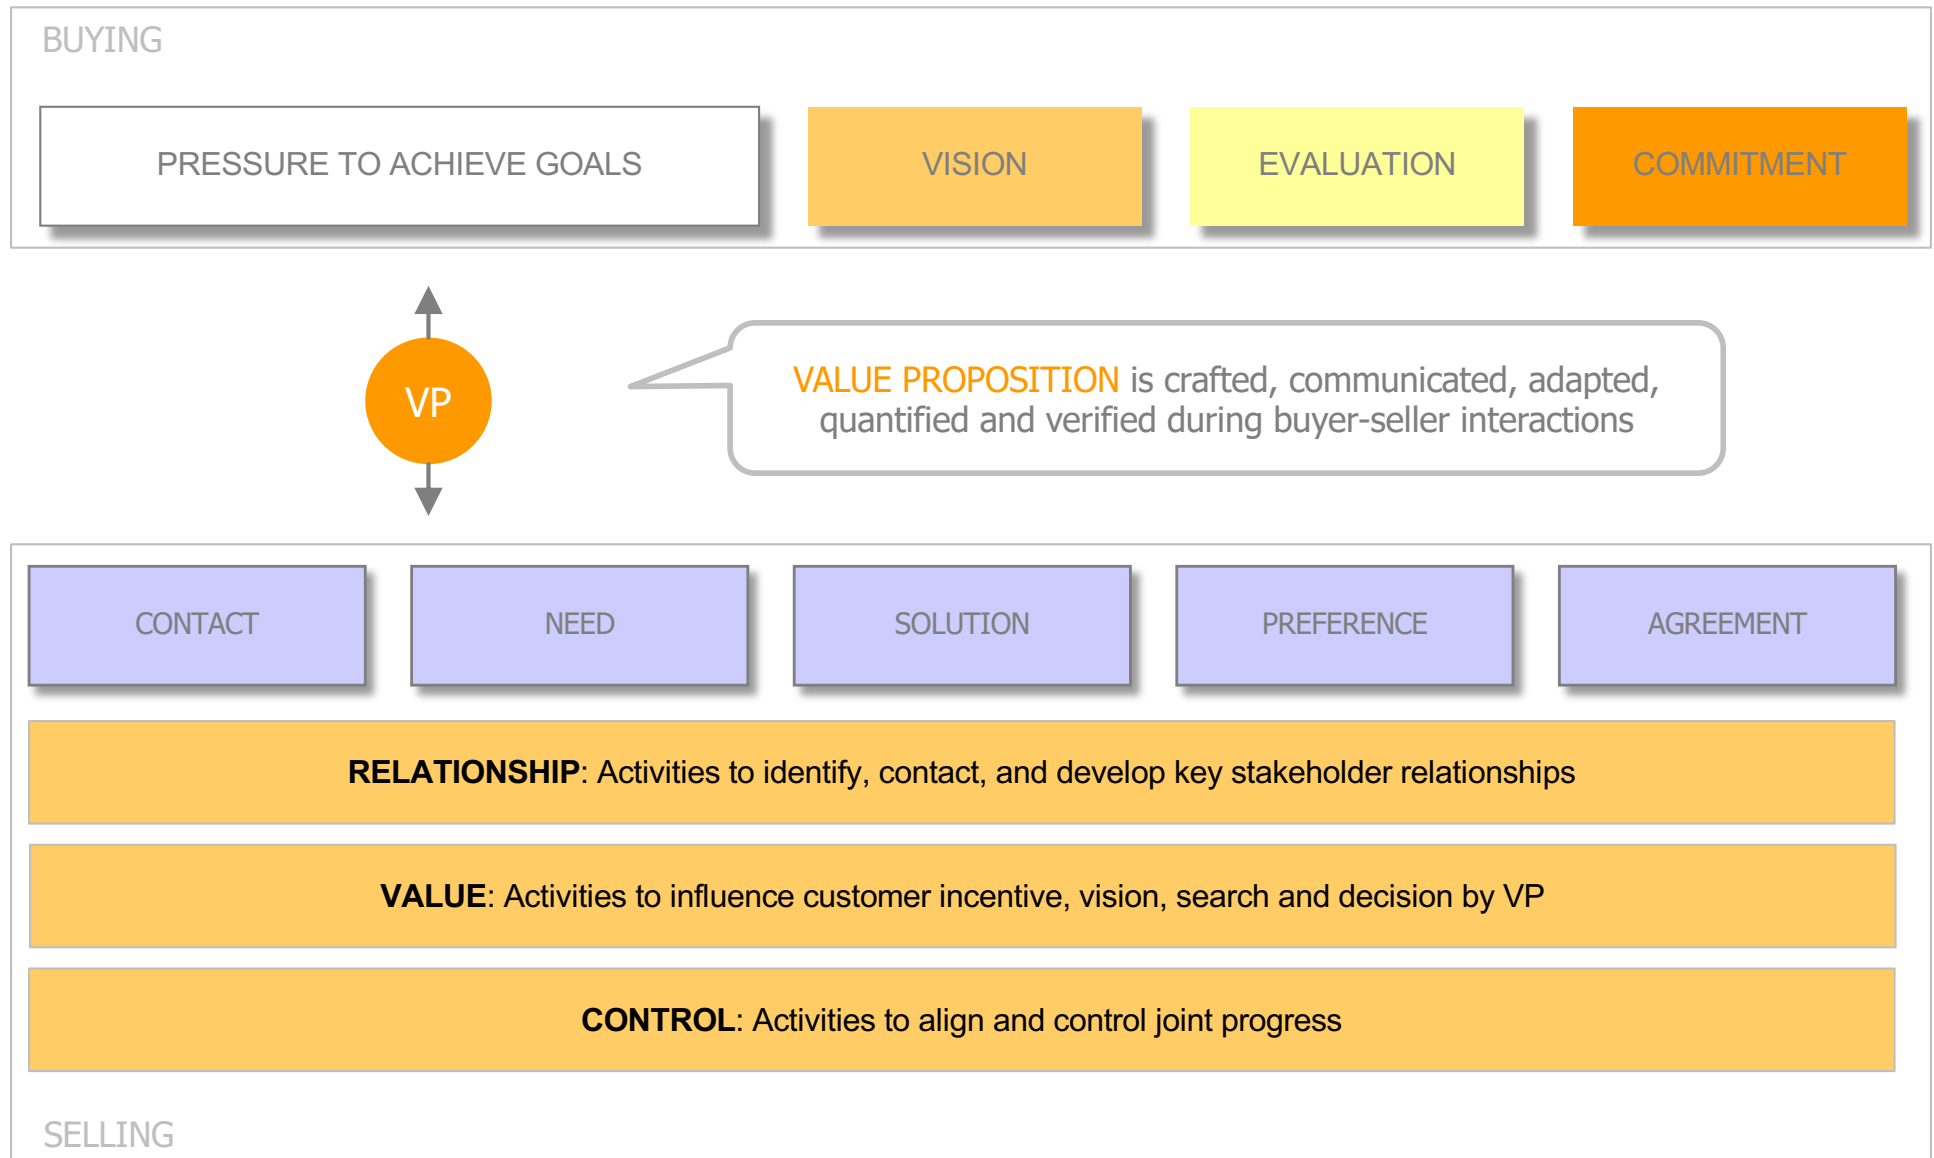 BUYING
PRESSURE TO ACHIEVE GOALS
VISION
EVALUATION
COMMITMENT
VP
VALUE PROPOSITION is crafted, communicated, adapted,
quantified and verified during buyer-seller interactions
CONTACT
NEED
SOLUTION
PREFERENCE
AGREEMENT
RELATIONSHIP: Activities to identify, contact, and develop key stakeholder relationships
VALUE: Activities to influence customer incentive, vision, search and decision by VP
CONTROL: Activities to align and control joint progress
SELLING